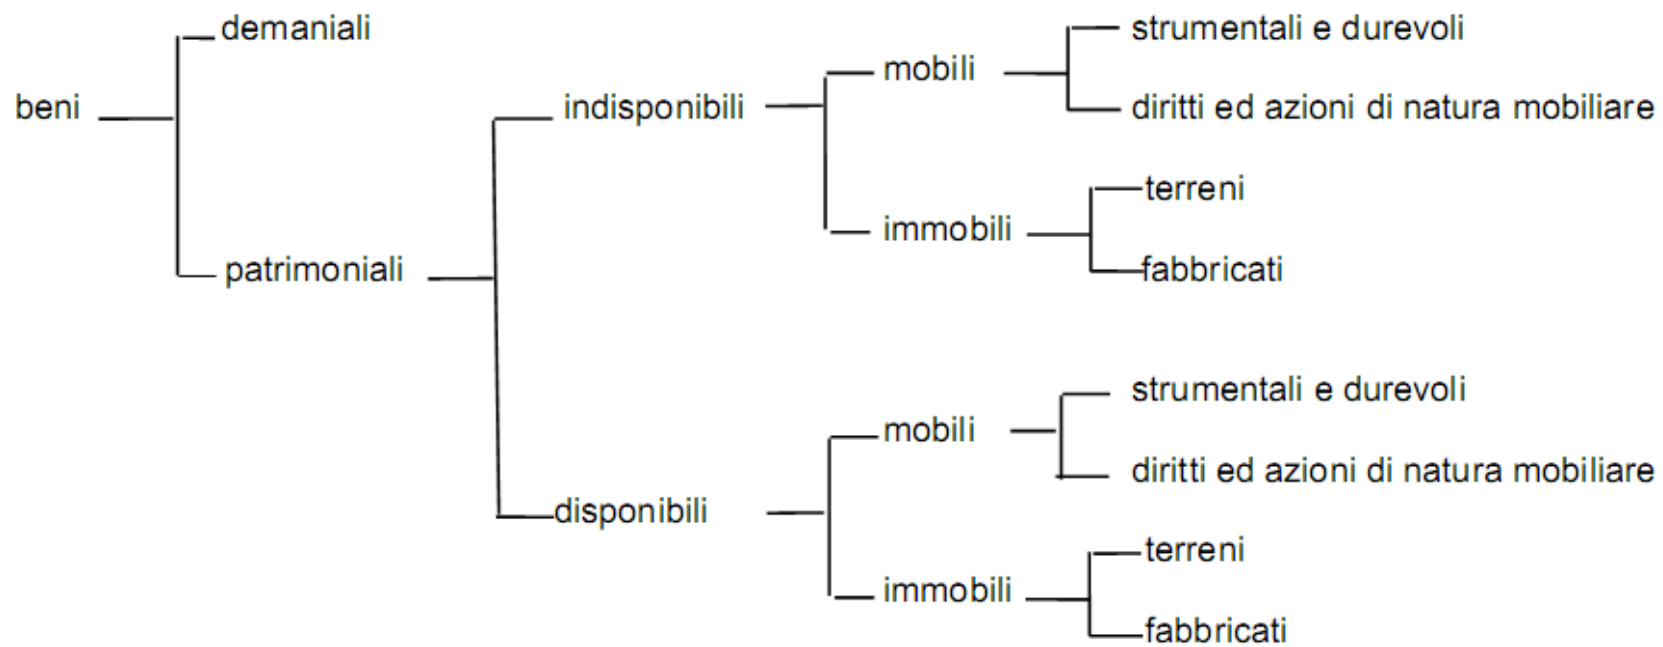 beni
demaniali
patrimoniali
indisponibili
mobili
strumentali e durevoli
diritti ed azioni di natura mobiliare
immobili
terreni
fabbricati
disponibili
mobili
strumentali e durevoli
diritti ed azioni di natura mobiliare
immobili
terreni
fabbricati